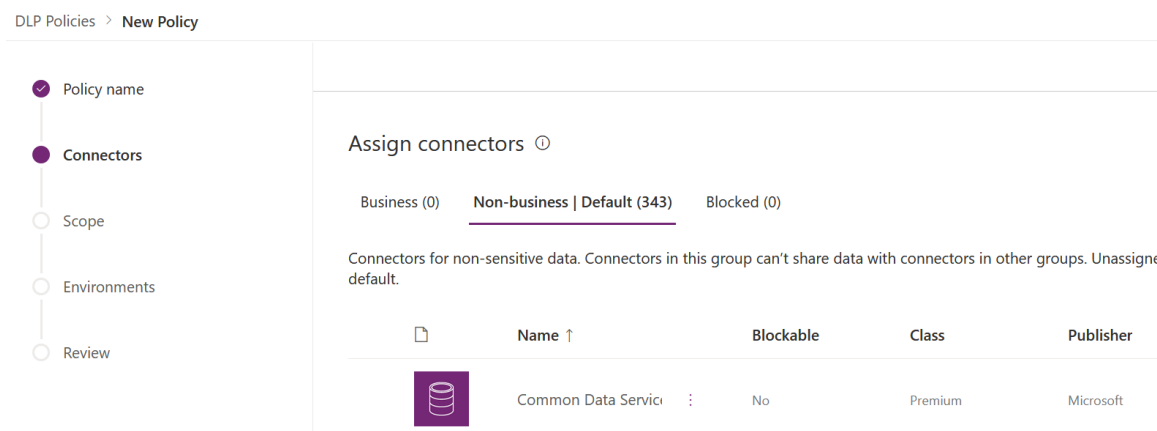 DLP Policies > New Policy
Policy name
Connectors
Scope
Environments
Review
Assign connectors
Business (0) Non-business | Default (343) Blocked (0)
Connectors for non-sensitive data. Connectors in this group can't share data with connectors in other groups. Unassigne
default.
Name ↑ Blockable Class Publisher
Common Data Servic No Premium Microsoft